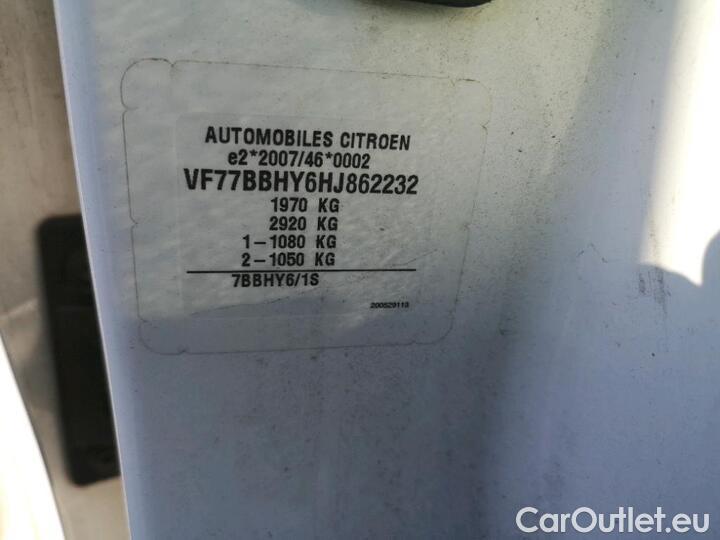 AUTOMOBILES CITROEN
e2*2007/46*0002
VF77BBHY6HJ862232
1970 KG
2920 KG
1-1080 KG
2-1050 KG
7BBHY6/1S
200529113
CarOutlet.eu